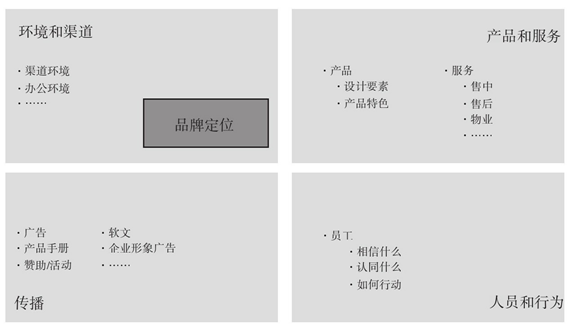 环境和渠道
· 渠道环境
· 办公环境
· ……
品牌定位
产品和服务
· 产品
· 设计要素
· 产品特色
· 服务
· 售中
· 售后
· 物业
· ……
· 广告
· 产品手册
· 赞助/活动
· 软文
· 企业形象广告
· ……
传播
· 员工
· 相信什么
· 认同什么
· 如何行动
人员和行为